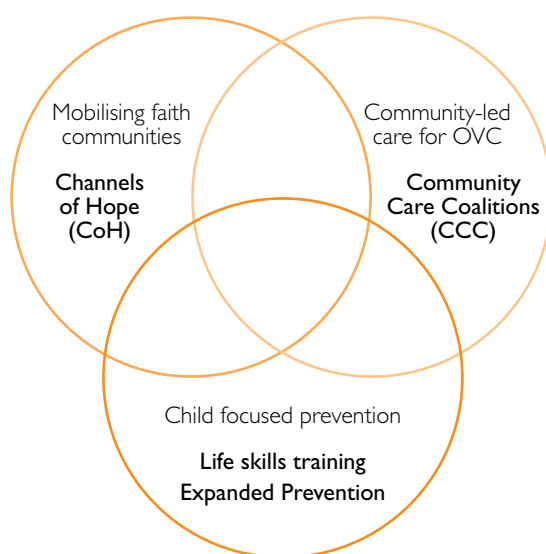 Mobilising faith
communities
Channels
of Hope
(CoH)
Community-led
care for OVC
Community
Care Coalitions
(CCC)
Child focused prevention
Life skills training
Expanded Prevention